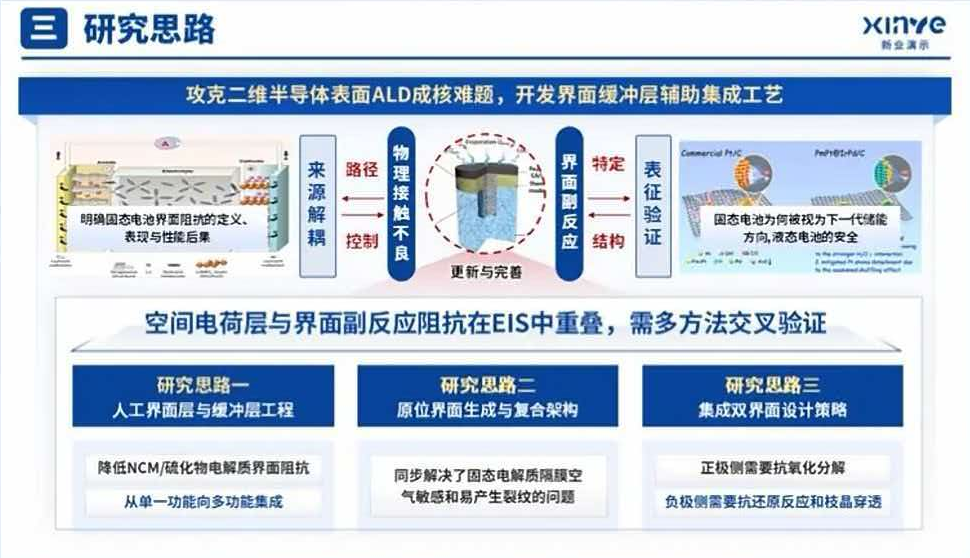 三 研究思路
xinye
新业演示
攻克二维半导体表面ALD成核难题，开发界面缓冲层辅助集成工艺
明确固态电池界面阻抗的定义、
表现与性能后果
来源解耦
路径
控制
物理接触不良
更新与完善
界面副反应
特定
结构
表征验证
Commercial Pt/C
PmPt@IrPd/C
固态电池为何被视为下一代储能
方向,液态电池的安全
空间电荷层与界面副反应阻抗在EIS中重叠，需多方法交叉验证
研究思路一
人工界面层与缓冲层工程
降低NCM/硫化物电解质界面阻抗
从单一功能向多功能集成
研究思路二
原位界面生成与复合架构
同步解决了固态电解质隔膜空
气敏感和易产生裂纹的问题
研究思路三
集成双界面设计策略
正极侧需要抗氧化分解
负极侧需要抗还原反应和枝晶穿透